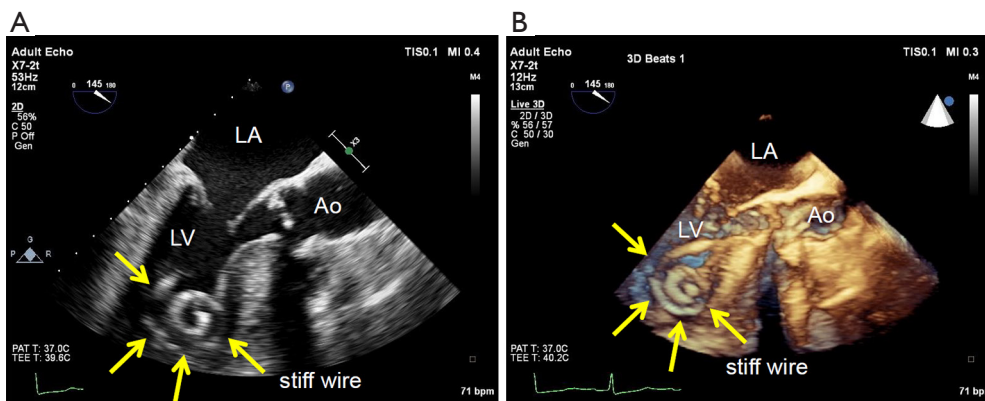 A
Adult Echo
TIS0.1 MI 0.4
X7-2t
53Hz
12cm
0 145 180
P
M4
2D
56%
C 50
P Off
Gen
LA
X3
Ao
LV
G
P R
PAT T: 37.0C
TEE T: 39.6C
stiff wire
71 bpm
B
Adult Echo
TIS0.1 MI 0.3
X7-2t
12Hz
13cm
3D Beats 1
0 145 180
M4
Live 3D
2D / 3D
% 56 / 57
C 50 / 30
Gen
LA
Ao
LV
PAT T: 37.0C
TEE T: 40.2C
stiff wire
71 bpm